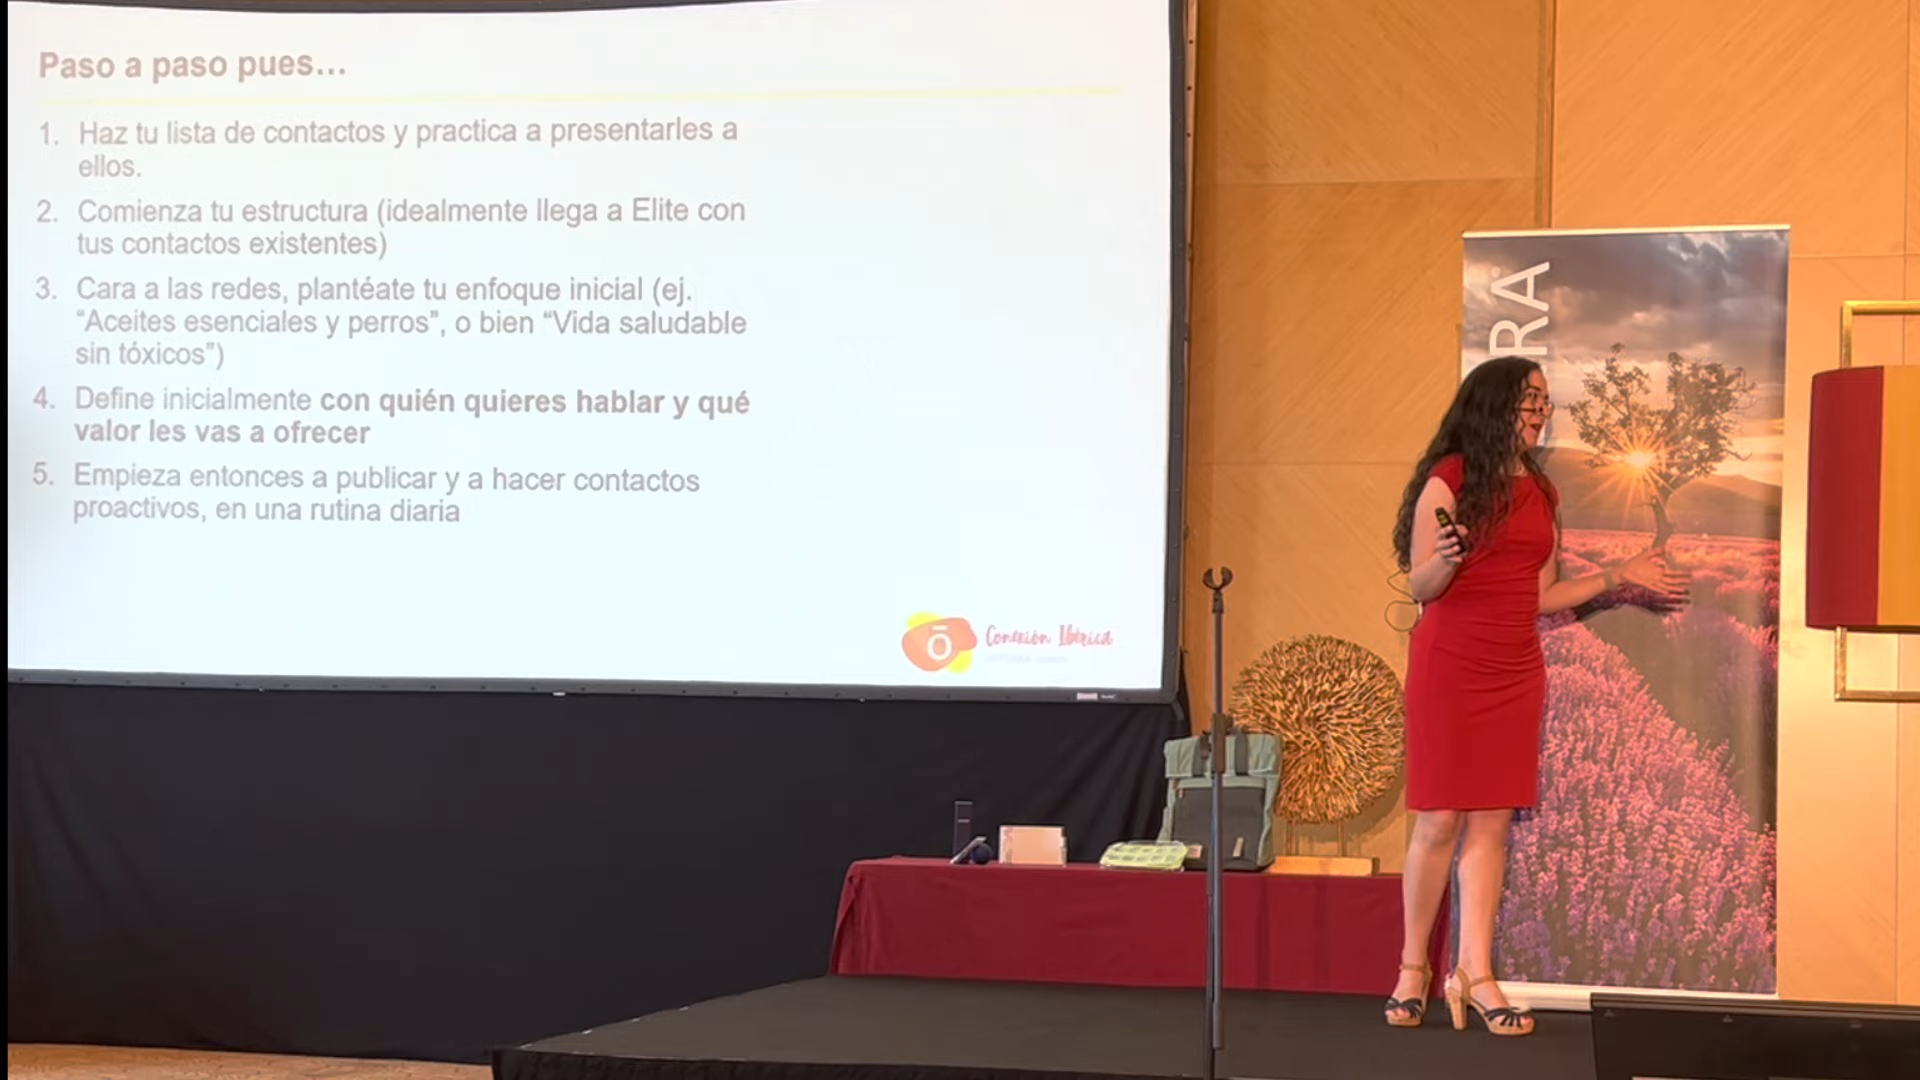 Paso a paso pues...
1. Haz tu lista de contactos y practica a presentarles a
ellos.
2. Comienza tu estructura (idealmente llega a Elite con
tus contactos existentes)
3. Cara a las redes, plantéate tu enfoque inicial (ej.
“Aceites esenciales y perros”, o bien “Vida saludable
sin tóxicos”)
4. Define inicialmente con quién quieres hablar y qué
valor les vas a ofrecer
5. Empieza entonces a publicar y a hacer contactos
proactivos, en una rutina diaria
ō
Conexión Ibérica
RA